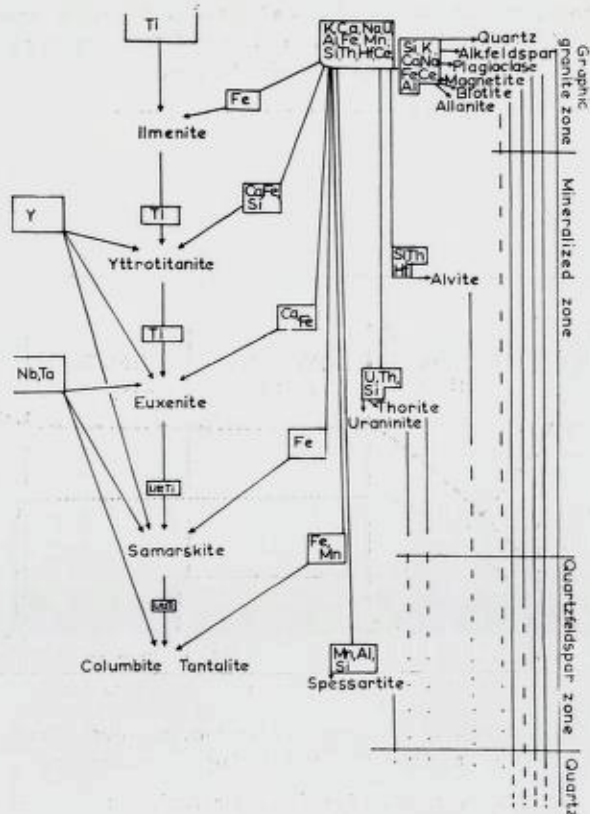 Ti
K,Ca,Na,U,
Al,Fe,Mn,
Si,Th,Hf,Ce,
Si,K,
Ca,Na,
Fe,Ce,
Al
Quartz
Alkfeldspar
Plagioclase
Magnetite
Biotite
Allanite
Graphic
granite zone
Fe
Ilmenite
Mineralized zone
Y
Ti
Ca,Fe,
Si
Yttrotitanite
Si,Th
Hf
Alvite
Ti
Ca,
Fe
Nb,Ta
Euxenite
U,Th,
Si
Thorite
Uraninite
Fe
Ti
Samarskite
Fe,
Mn
Quartzfeldspar zone
Columbite Tantalite
Mn,Al,
Si
Spessartite
Quartz